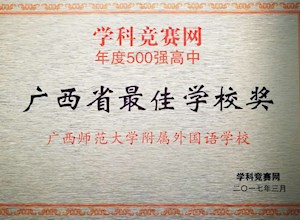 学科竞赛网
年度500强高中
广西省最佳学校奖
广西师范大学附属外国语学校
学科竞赛网
二〇一七年三月